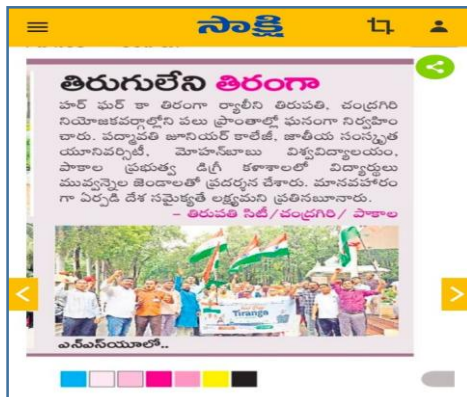 సాక్షి
తిరుగులేని తిరంగా
హర్ ఘర్ కా తిరంగా ర్యాలీని తిరుపతి, చంద్రగిరి
నియోజకవర్గాల్లోని పలు ప్రాంతాల్లో ఘనంగా నిర్వహిం
చారు. పద్మావతి జూనియర్ కాలేజీ, జాతీయ సంస్కృత
యూనివర్సిటీ, మోహన్‌బాబు విశ్వవిద్యాలయం,
పాకాల ప్రభుత్వ డిగ్రీ కళాశాలలో విద్యార్థులు
మువ్వన్నెల జెండాలతో ప్రదర్శన చేశారు. మానవహారం
గా ఏర్పడి దేశ సమైక్యతే లక్ష్యమని ప్రతినబూనారు.
– తిరుపతి సిటీ/చంద్రగిరి/ పాకాల
Tiranga
ఎన్ఎస్‌యూలో..